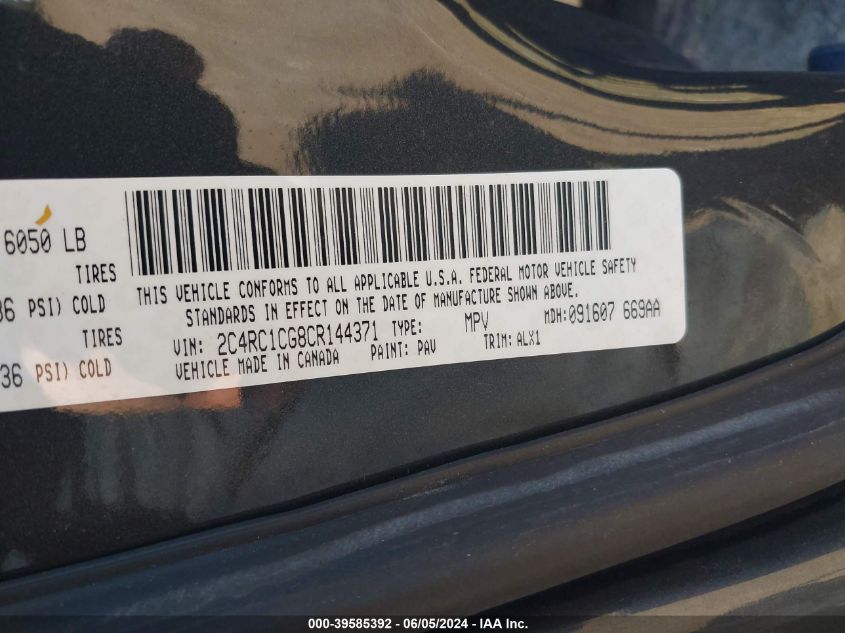 6050 LB
TIRES
36 PSI) COLD
TIRES
36 PSI) COLD
THIS VEHICLE CONFORMS TO ALL APPLICABLE U.S.A. FEDERAL MOTOR VEHICLE SAFETY
STANDARDS IN EFFECT ON THE DATE OF MANUFACTURE SHOWN ABOVE.
VIN: 2C4RC1CG8CR144371 TYPE: MPV MDH:091607 669AA
VEHICLE MADE IN CANADA PAINT: PAV TRIM: ALX1
000-39585392 - 06/05/2024 - IAA Inc.